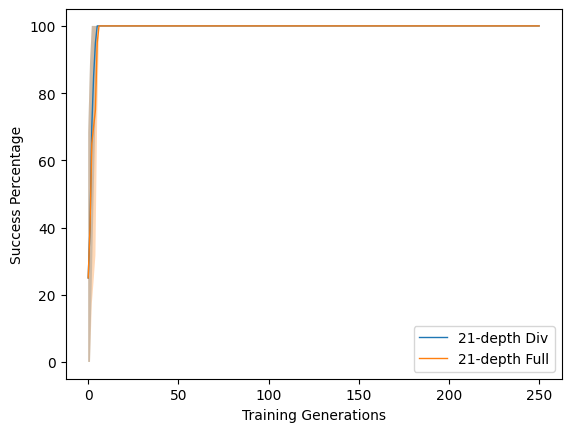 100
80
60
40
20
0
Success Percentage
0 50 100 150 200 250
Training Generations
21-depth Div
21-depth Full